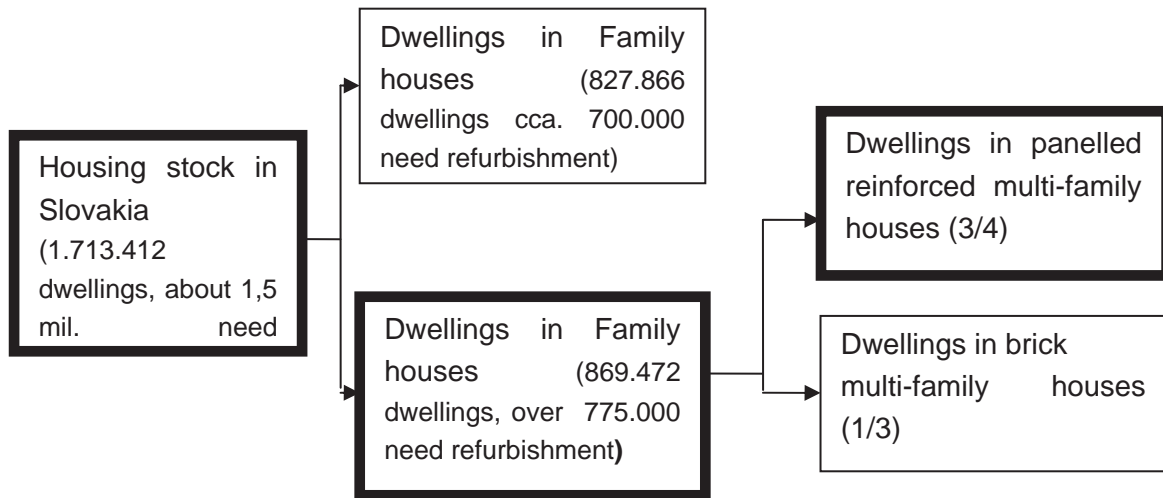 Housing stock in
Slovakia
(1.713.412
dwellings, about 1,5
mil. need
Dwellings in Family
houses (827.866
dwellings cca. 700.000
need refurbishment)
Dwellings in Family
houses (869.472
dwellings, over 775.000
need refurbishment)
Dwellings in panelled
reinforced multi-family
houses (3/4)
Dwellings in brick
multi-family houses
(1/3)